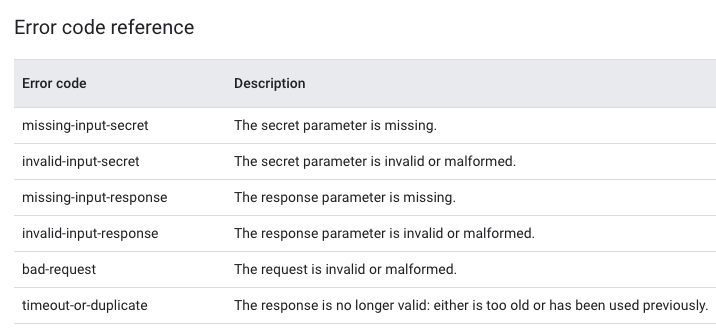 Error code reference
Error code Description
missing-input-secret The secret parameter is missing.
invalid-input-secret The secret parameter is invalid or malformed.
missing-input-response The response parameter is missing.
invalid-input-response The response parameter is invalid or malformed.
bad-request The request is invalid or malformed.
timeout-or-duplicate The response is no longer valid: either is too old or has been used previously.